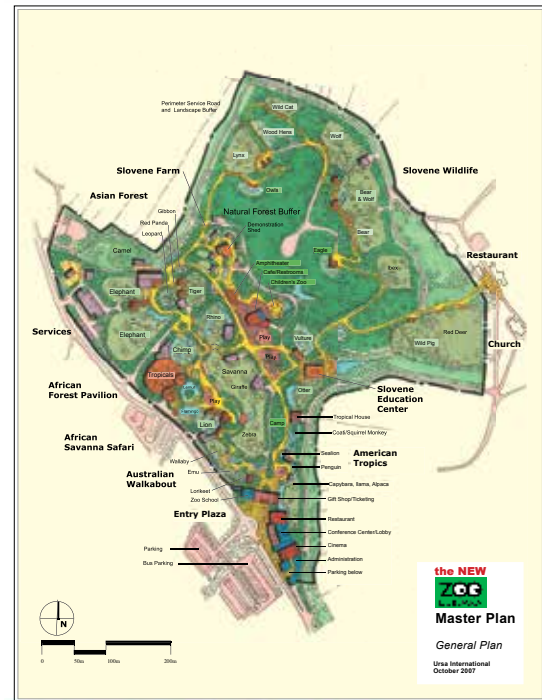 Perimeter Service Road
and Landscape Buffer
Wild Cat
Wood Hens
Wolf
Lynx
Slovene Farm
Slovene Wildlife
Owls
Bear
& Wolf
Asian Forest
Gibbon
Natural Forest Buffer
Red Panda
Demonstration
Shed
Leopard
Bear
Camel
Eagle
Restaurant
Amphitheater
Cafe/Restrooms
Ibex
Children's Zoo
Elephant
Tiger
Rhino
Services
Elephant
Play
Vulture
Red Deer
Church
Wild Pig
Chimp
Play
African
Forest Pavilion
Tropicals
Savanna
Giraffe
Otter
Slovene
Education
Center
Flamingo
Play
Tropical House
Lion
Camp
African
Savanna Safari
Zebra
Coati/Squirrel Monkey
Sealion
American
Tropics
Wallaby
Penguin
Australian
Walkabout
Emu
Capybara, llama, Alpaca
Lorikeet
Zoo School
Gift Shop/Ticketing
Entry Plaza
Restaurant
Conference Center/Lobby
Parking
Cinema
Bus Parking
Administration
Parking below
the NEW
ZOO
Master Plan
General Plan
Ursa International
October 2007
N
0 50m 100m 200m